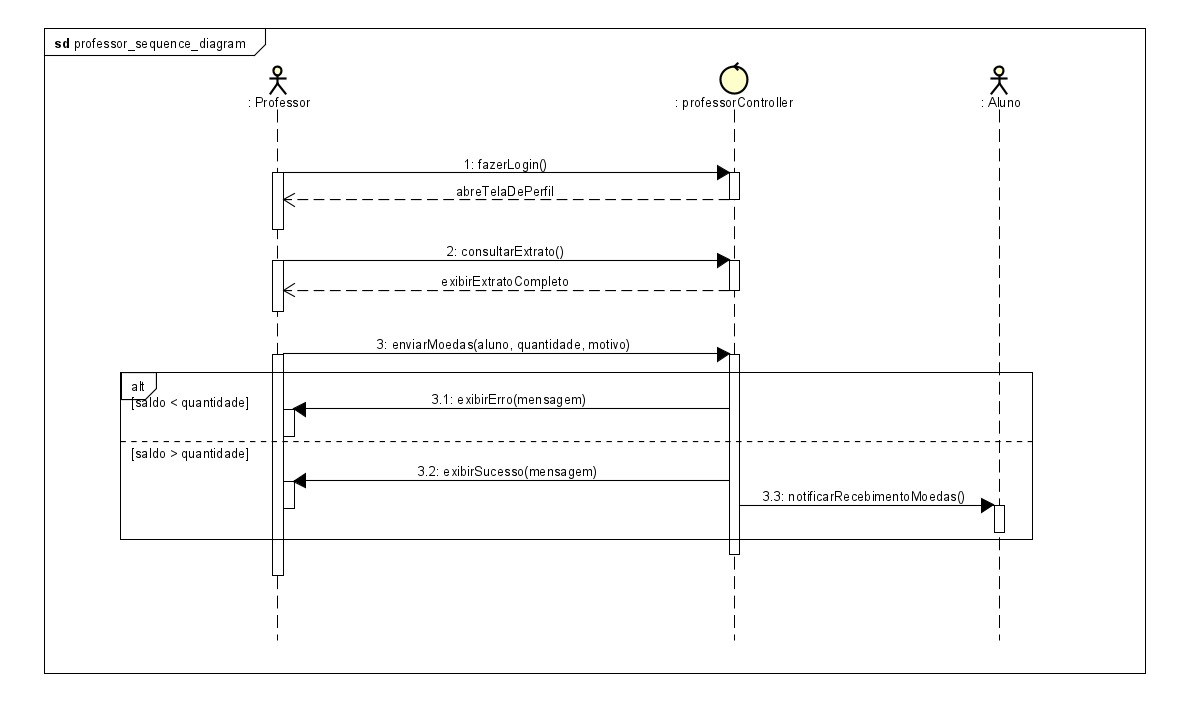 sd professor_sequence_diagram
: Professor
: professorController
: Aluno
1: fazerLogin()
abreTelaDePerfil
2: consultarExtrato()
exibirExtratoCompleto
3: enviarMoedas(aluno, quantidade, motivo)
alt
[saldo < quantidade]
3.1: exibirErro(mensagem)
[saldo > quantidade]
3.2: exibirSucesso(mensagem)
3.3: notificarRecebimentoMoedas()